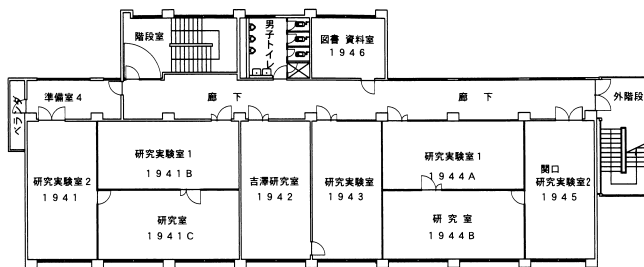 階段室
男子トイレ
図書 資料室
1946
準備室4
ベランダ
廊下
廊下
外階段
研究実験室2
1941
研究実験室1
1941B
研究室
1941C
吉澤研究室
1942
研究実験室
1943
研究実験室1
1944A
研究室
1944B
関口
研究実験室2
1945